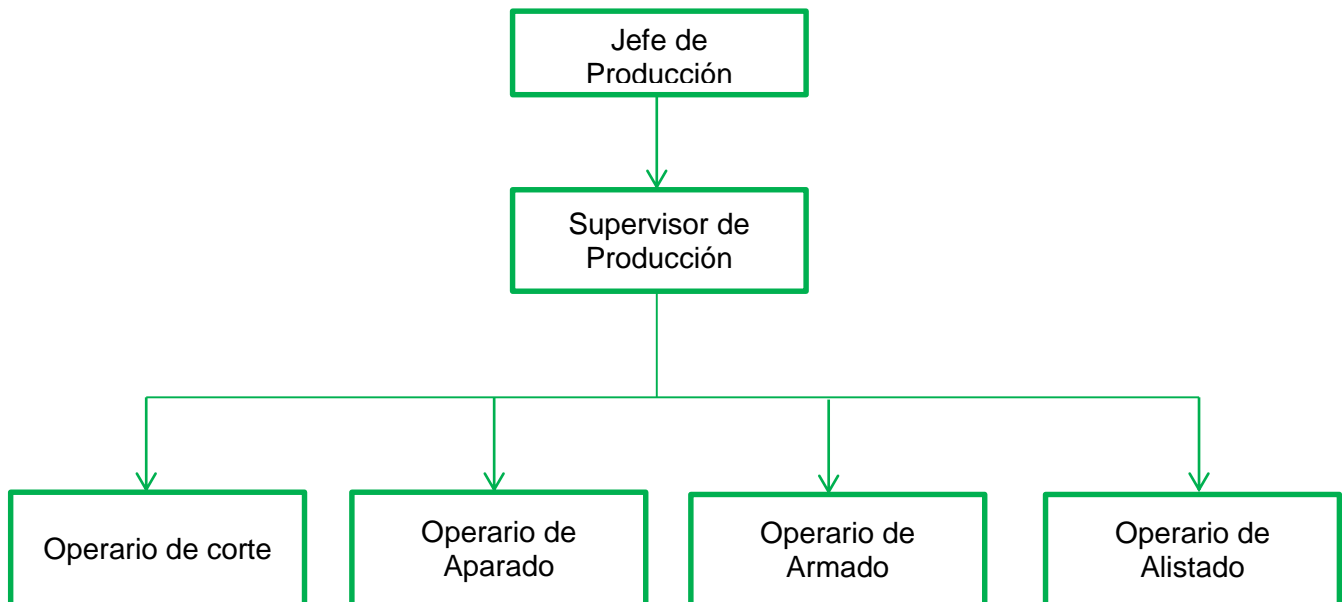 Jefe de
Producción
Supervisor de
Producción
Operario de corte
Operario de
Aparado
Operario de
Armado
Operario de
Alistado